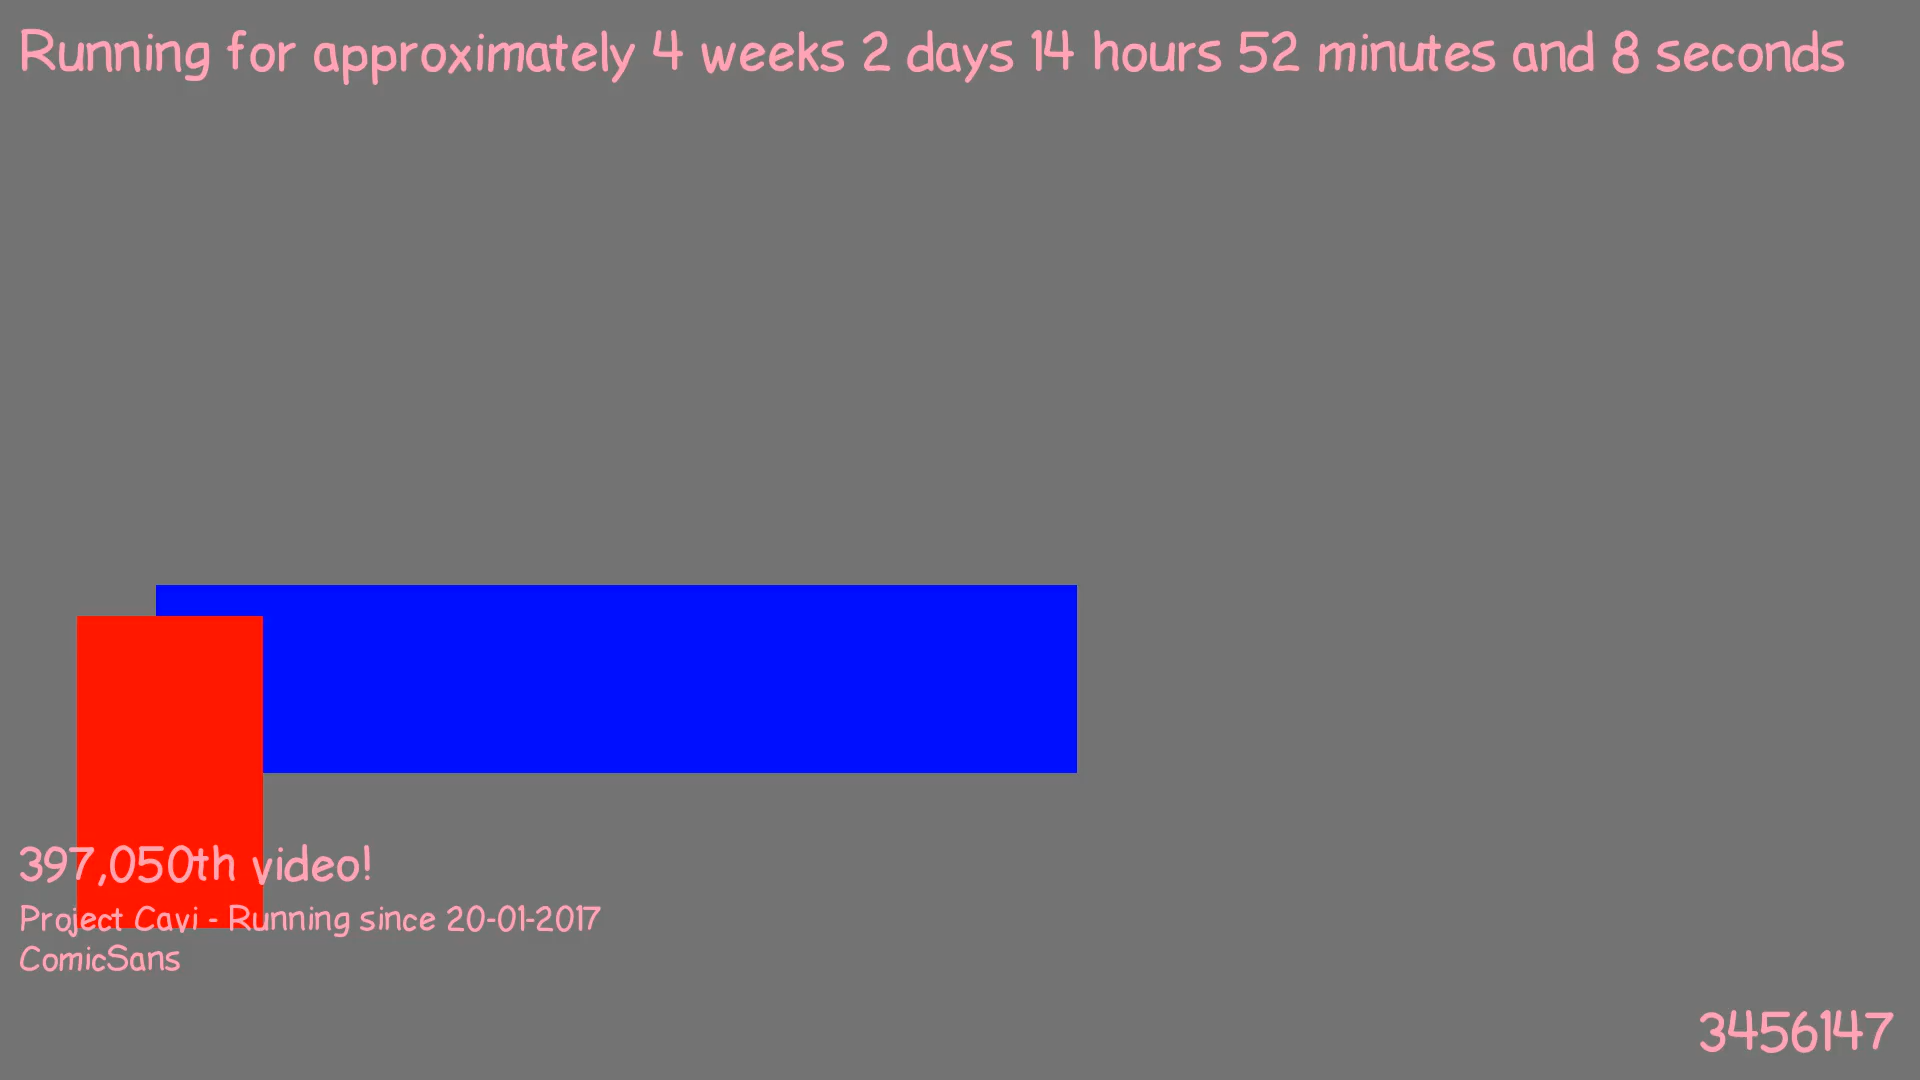 Running for approximately 4 weeks 2 days 14 hours 52 minutes and 8 seconds
397,050th video!
Project Cavi - Running since 20-01-2017
ComicSans
3456147